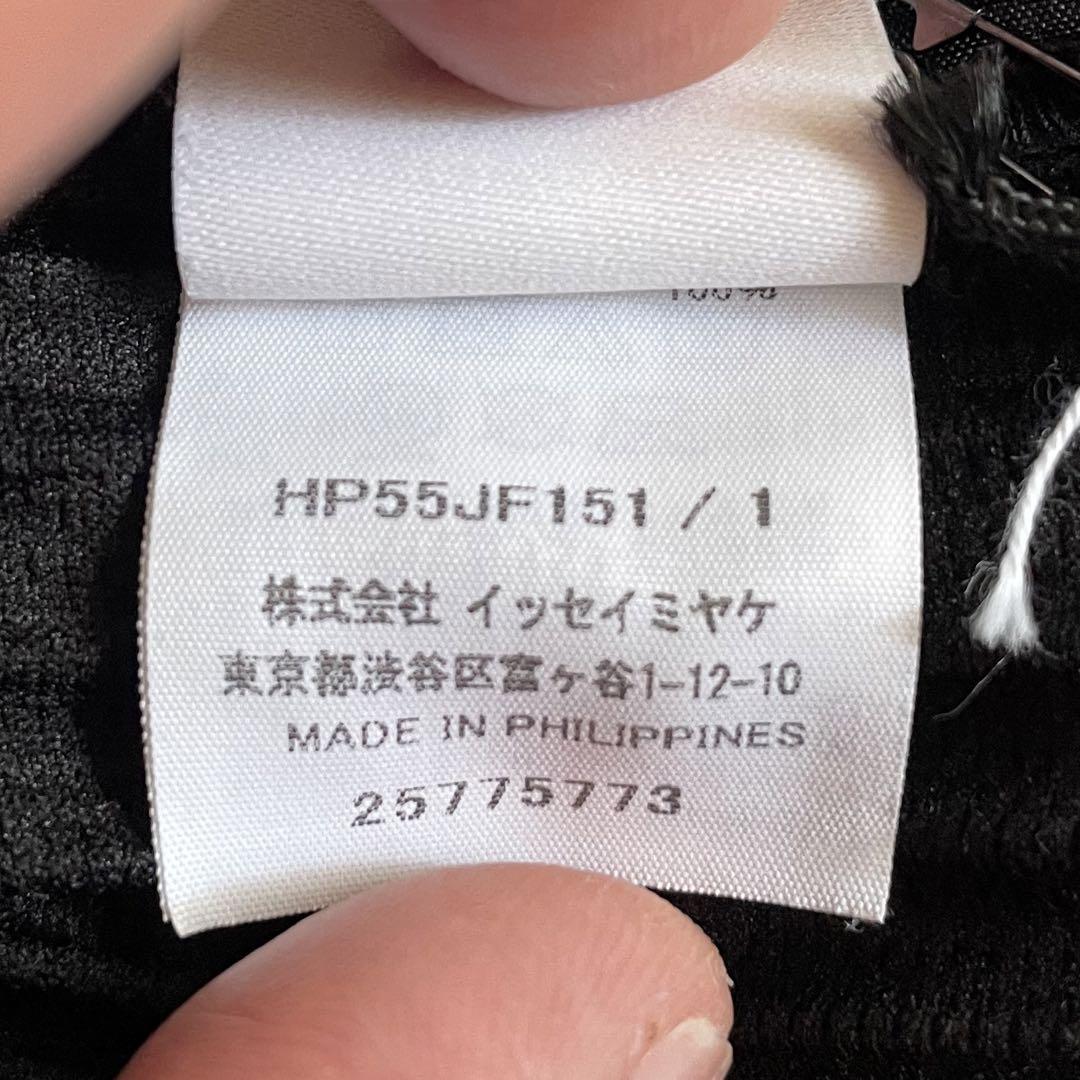 100%
HP55JF151 / 1
株式会社 イッセイミヤケ
東京都渋谷区富ヶ谷1-12-10
MADE IN PHILIPPINES
25775773